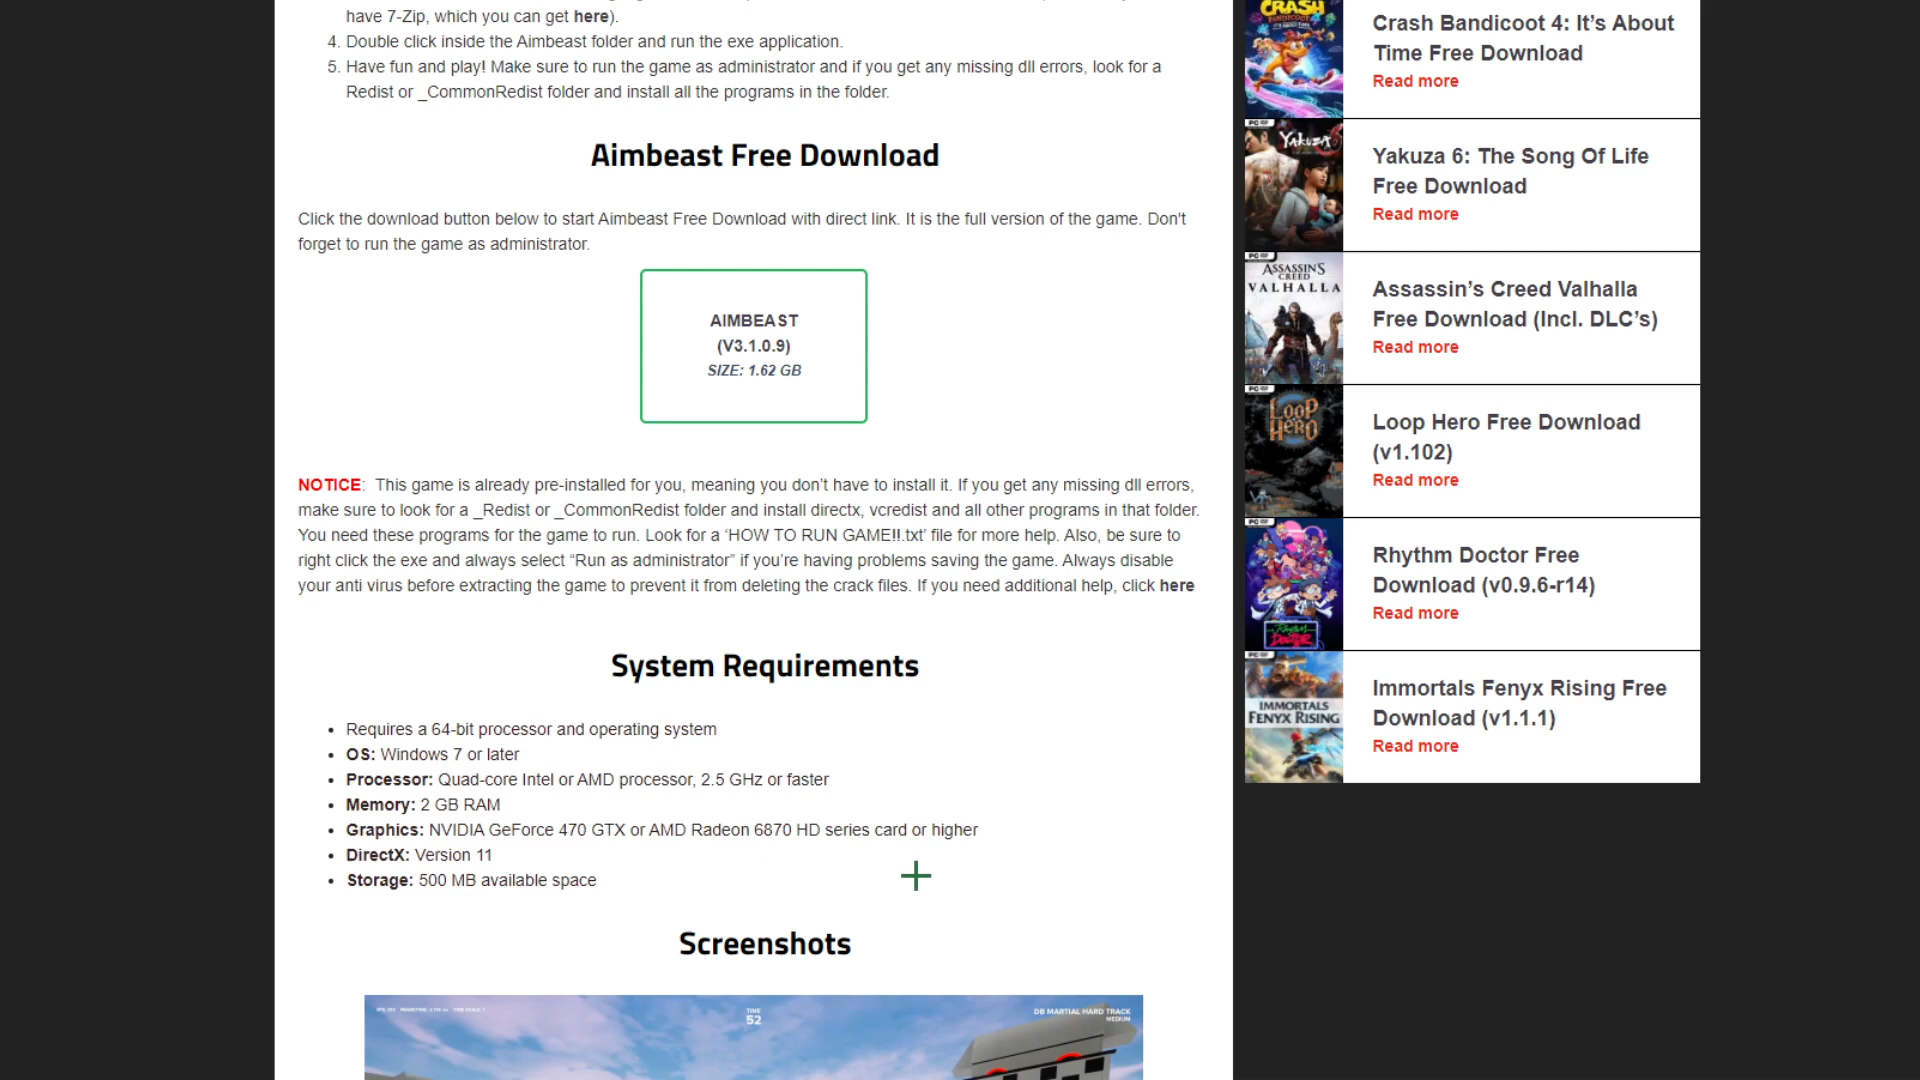 have 7-Zip, which you can get here).
4. Double click inside the Aimbeast folder and run the exe application.
5. Have fun and play! Make sure to run the game as administrator and if you get any missing dll errors, look for a
Redist or _CommonRedist folder and install all the programs in the folder.
Aimbeast Free Download
Click the download button below to start Aimbeast Free Download with direct link. It is the full version of the game. Don't
forget to run the game as administrator.
AIMBEAST
(V3.1.0.9)
SIZE: 1.62 GB
NOTICE: This game is already pre-installed for you, meaning you don’t have to install it. If you get any missing dll errors,
make sure to look for a _Redist or _CommonRedist folder and install directx, vcredist and all other programs in that folder.
You need these programs for the game to run. Look for a ‘HOW TO RUN GAME!!.txt’ file for more help. Also, be sure to
right click the exe and always select “Run as administrator” if you’re having problems saving the game. Always disable
your anti virus before extracting the game to prevent it from deleting the crack files. If you need additional help, click here
System Requirements
• Requires a 64-bit processor and operating system
• OS: Windows 7 or later
• Processor: Quad-core Intel or AMD processor, 2.5 GHz or faster
• Memory: 2 GB RAM
• Graphics: NVIDIA GeForce 470 GTX or AMD Radeon 6870 HD series card or higher
• DirectX: Version 11
• Storage: 500 MB available space
Screenshots
TIME
52
DB MARTIAL HARD TRACK
MEDIUM
CRASH
BANDICOOT
Crash Bandicoot 4: It’s About
Time Free Download
Read more
PC
YAKUZA 6
Yakuza 6: The Song Of Life
Free Download
Read more
PC
ASSASSIN'S
CREED
VALHALLA
Assassin’s Creed Valhalla
Free Download (Incl. DLC’s)
Read more
PC
LOOP
HERO
Loop Hero Free Download
(v1.102)
Read more
PC
Rhythm
Doctor
Rhythm Doctor Free
Download (v0.9.6-r14)
Read more
PC
IMMORTALS
FENYX RISING
Immortals Fenyx Rising Free
Download (v1.1.1)
Read more